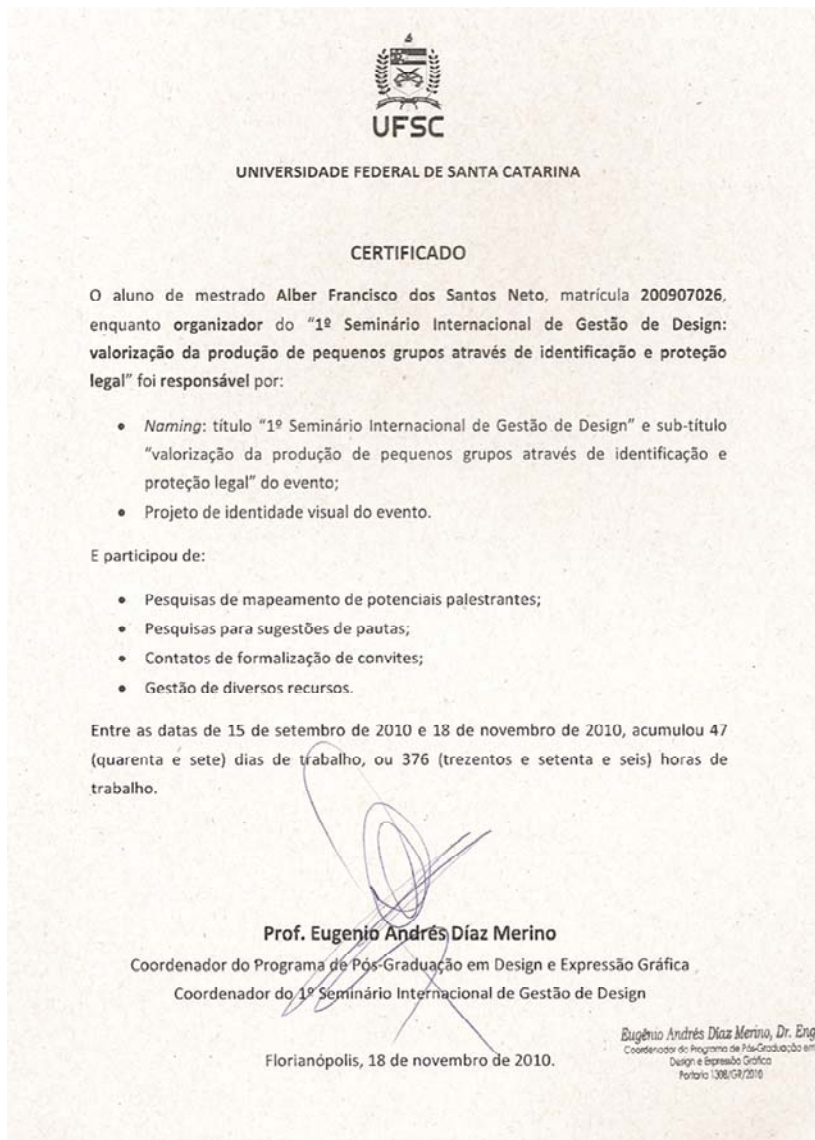 UFSC
UNIVERSIDADE FEDERAL DE SANTA CATARINA
CERTIFICADO
O aluno de mestrado Alber Francisco dos Santos Neto, matrícula 200907026,
enquanto organizador do "1º Seminário Internacional de Gestão de Design:
valorização da produção de pequenos grupos através de identificação e proteção
legal" foi responsável por:
• Naming: título "1º Seminário Internacional de Gestão de Design" e sub-título
"valorização da produção de pequenos grupos através de identificação e
proteção legal" do evento;
• Projeto de identidade visual do evento.
E participou de:
• Pesquisas de mapeamento de potenciais palestrantes;
• Pesquisas para sugestões de pautas;
• Contatos de formalização de convites;
• Gestão de diversos recursos.
Entre as datas de 15 de setembro de 2010 e 18 de novembro de 2010, acumulou 47
(quarenta e sete) dias de trabalho, ou 376 (trezentos e setenta e seis) horas de
trabalho.
Prof. Eugenio Andrés Díaz Merino
Coordenador do Programa de Pós-Graduação em Design e Expressão Gráfica
Coordenador do 1º Seminário Internacional de Gestão de Design
Florianópolis, 18 de novembro de 2010.
Eugênio Andrés Díaz Merino, Dr. Eng
Coordenador do Programa de Pós-Graduação em
Design e Expressão Gráfica
Portaria 1308/GR/2010